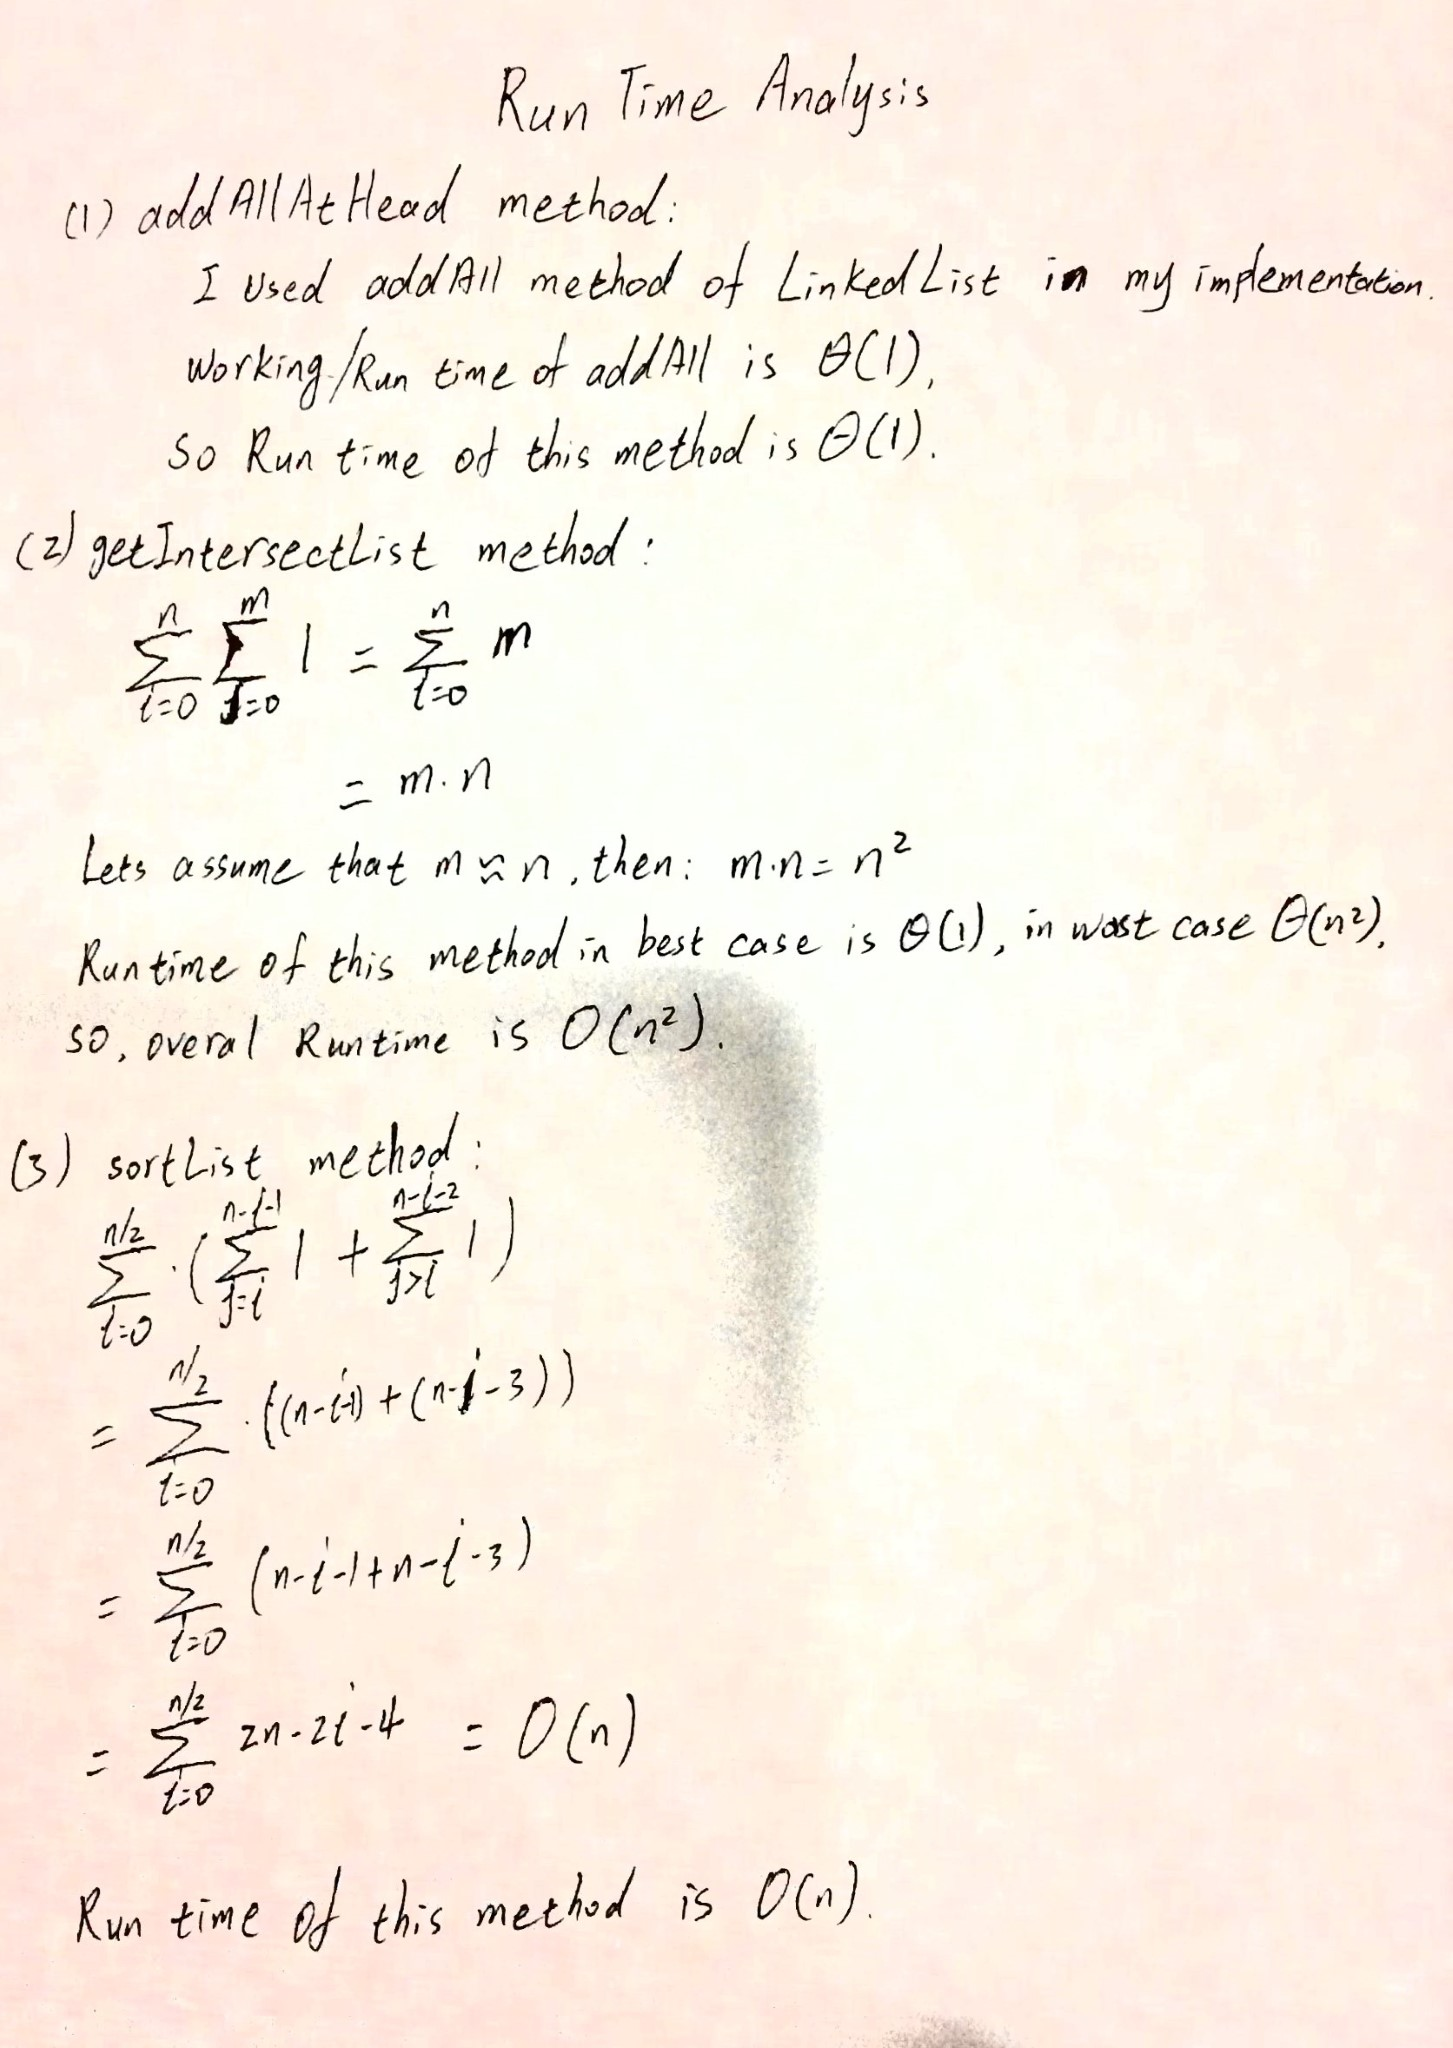 Run Time Analysis
(1) addAllAtHead method:
I used addAll method of LinkedList in my implementation.
Working/Run time of addAll is θ(1),
So Run time of this method is θ(1).
(2) getIntersectList method:
∑_{i=0}^{n} ∑_{j=0}^{m} 1 = ∑_{i=0}^{n} m
= m.n
Lets assume that m ≈ n, then: m.n = n²
Runtime of this method in best case is θ(1), in worst case θ(n²),
so, overal Runtime is O(n²).
(3) sortList method:
∑_{i=0}^{n/2} . (∑_{j=i}^{n-i-1} 1 + ∑_{j>i}^{n-i-2} 1)
= ∑_{i=0}^{n/2} . ((n-i-1) + (n-i-3))
= ∑_{i=0}^{n/2} (n-i-1+n-i-3)
= ∑_{i=0}^{n/2} 2n-2i-4 = O(n)
Run time of this method is O(n).